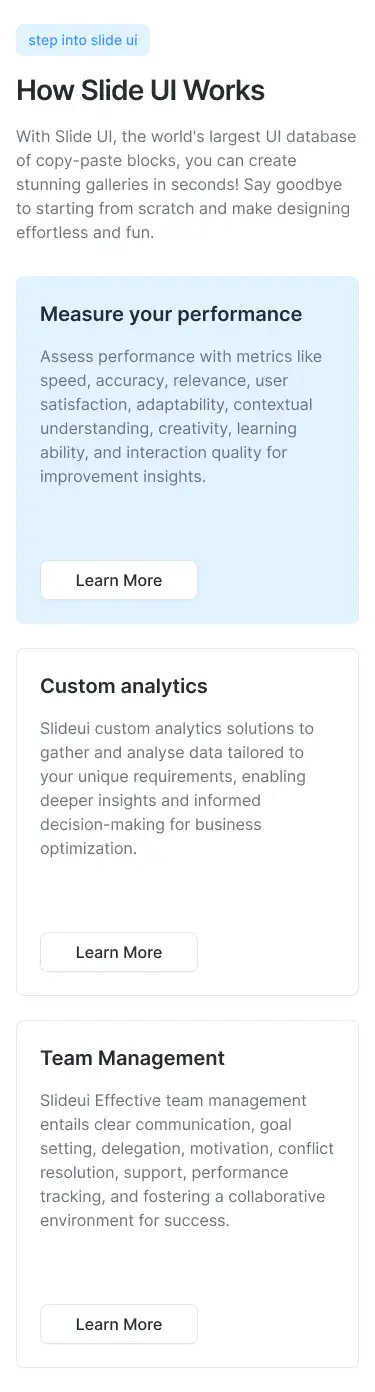 step into slide ui
How Slide UI Works
With Slide UI, the world's largest UI database
of copy-paste blocks, you can create
stunning galleries in seconds! Say goodbye
to starting from scratch and make designing
effortless and fun.
Measure your performance
Assess performance with metrics like
speed, accuracy, relevance, user
satisfaction, adaptability, contextual
understanding, creativity, learning
ability, and interaction quality for
improvement insights.
Learn More
Custom analytics
Slideui custom analytics solutions to
gather and analyse data tailored to
your unique requirements, enabling
deeper insights and informed
decision-making for business
optimization.
Learn More
Team Management
Slideui Effective team management
entails clear communication, goal
setting, delegation, motivation, conflict
resolution, support, performance
tracking, and fostering a collaborative
environment for success.
Learn More